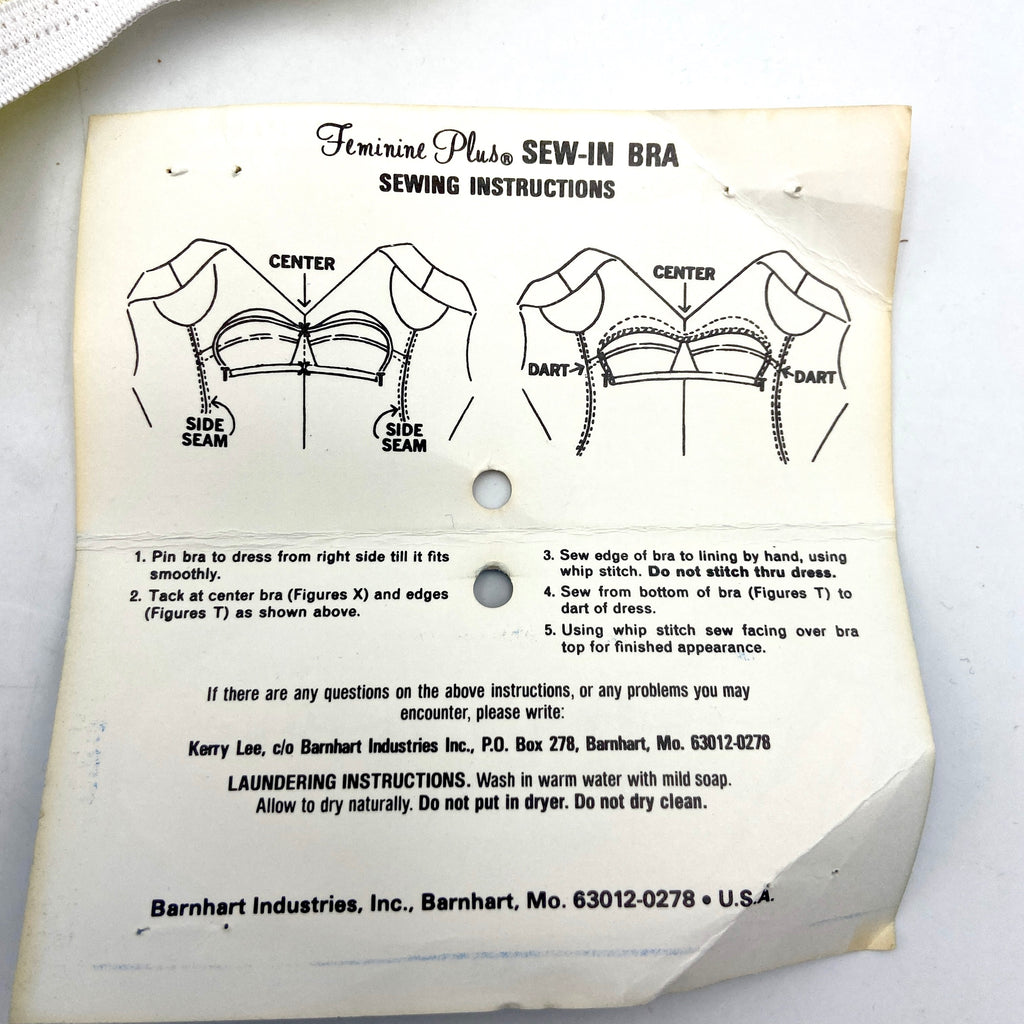 Feminine Plus® SEW-IN BRA
SEWING INSTRUCTIONS
CENTER
SIDE
SEAM
SIDE
SEAM
CENTER
DART
DART
1. Pin bra to dress from right side till it fits
smoothly.
2. Tack at center bra (Figures X) and edges
(Figures T) as shown above.
3. Sew edge of bra to lining by hand, using
whip stitch. Do not stitch thru dress.
4. Sew from bottom of bra (Figures T) to
dart of dress.
5. Using whip stitch sew facing over bra
top for finished appearance.
If there are any questions on the above instructions, or any problems you may
encounter, please write:
Kerry Lee, c/o Barnhart Industries Inc., P.O. Box 278, Barnhart, Mo. 63012-0278
LAUNDERING INSTRUCTIONS. Wash in warm water with mild soap.
Allow to dry naturally. Do not put in dryer. Do not dry clean.
Barnhart Industries, Inc., Barnhart, Mo. 63012-0278 • U.S.A.